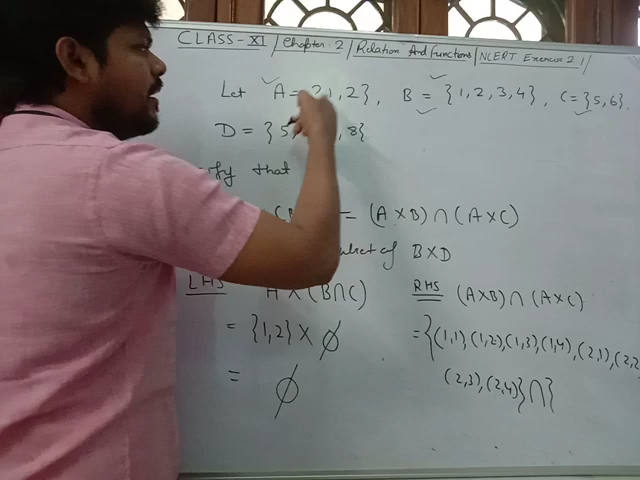 CLASS-XI / Chapter 2 / Relation And Functions / NCERT Exercise 2.1
Let A = {1, 2}, B = {1, 2, 3, 4}, C = {5, 6}
D = {5, , 8}
that
= (A×B)∩(A×C)
of B×D
LHS A×(B∩C)
= {1,2} × ∅
= ∅
RHS (A×B)∩(A×C)
= {(1,1), (1,2), (1,3), (1,4), (2,1), (2,2
(2,3), (2,4)} ∩ {